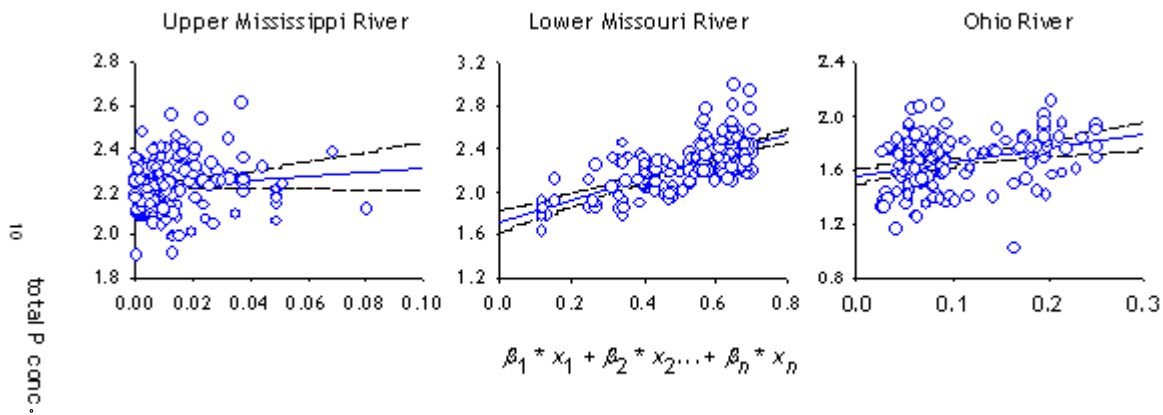 Upper Mississippi River
Lower Missouri River
Ohio River
2.8
2.6
2.4
2.2
2.0
1.8
0.00 0.02 0.04 0.06 0.08 0.10
3.2
2.8
2.4
2.0
1.6
1.2
0.0 0.2 0.4 0.6 0.8
2.4
2.0
1.6
1.2
0.8
0.0 0.1 0.2 0.3
10
total P conc.
β1 * x1 + β2 * x2...+ βn * xn